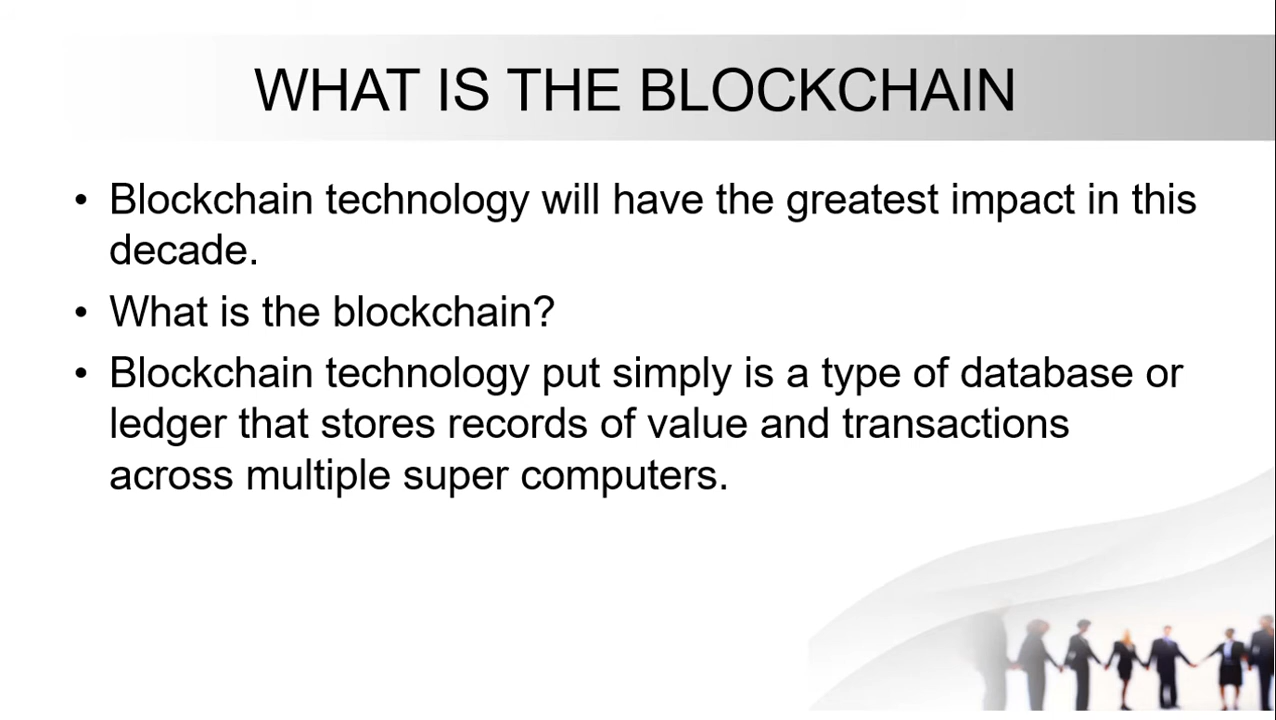 WHAT IS THE BLOCKCHAIN
• Blockchain technology will have the greatest impact in this
decade.
• What is the blockchain?
• Blockchain technology put simply is a type of database or
ledger that stores records of value and transactions
across multiple super computers.